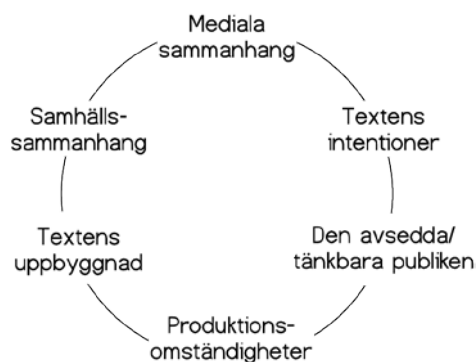 Mediala
sammanhang
Textens
intentioner
Den avsedda/
tänkbara publiken
Produktions-
omständigheter
Textens
uppbyggnad
Samhälls-
sammanhang